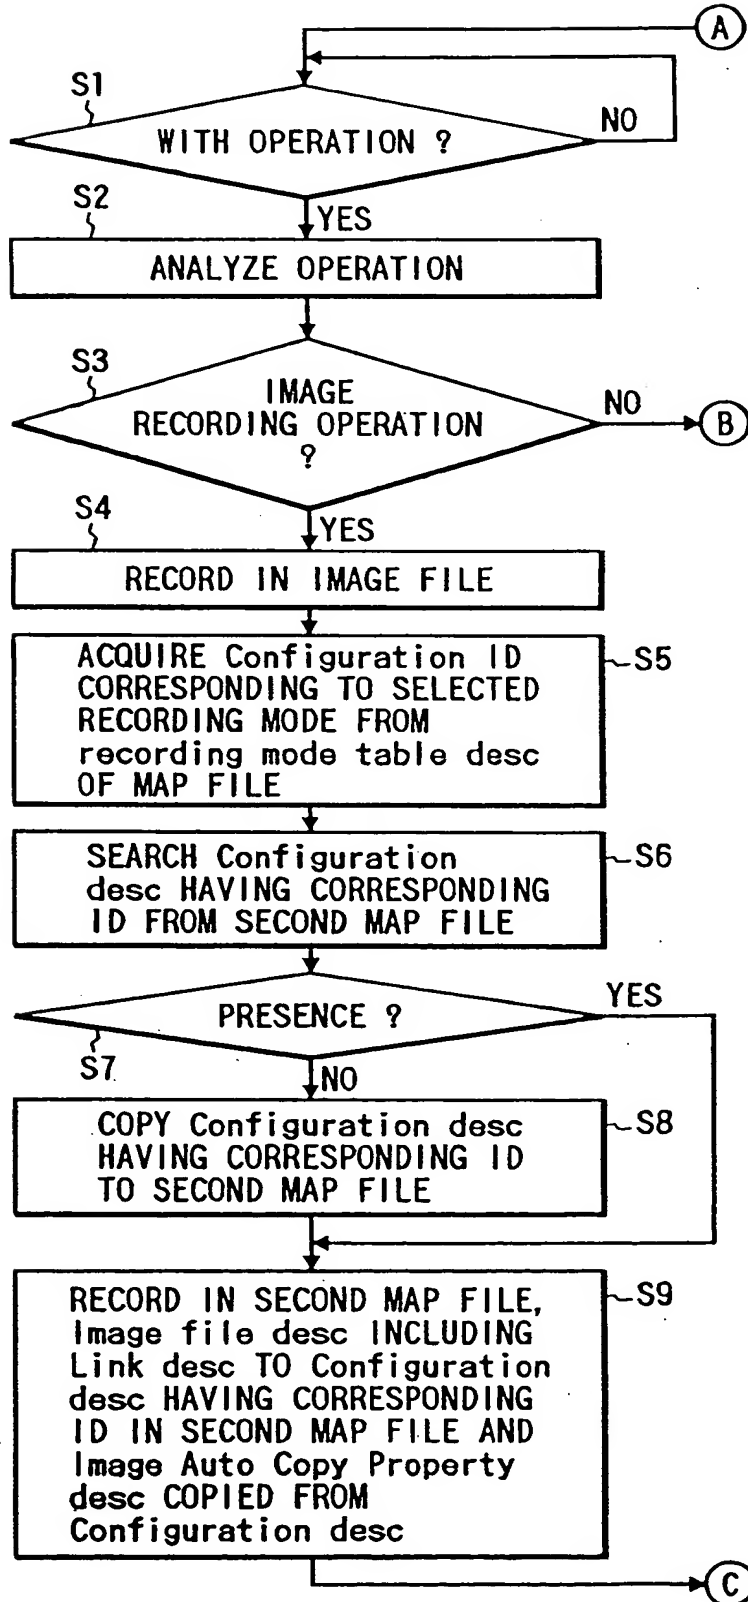 A
S1
WITH OPERATION ?
NO
YES
S2
ANALYZE OPERATION
S3
IMAGE
RECORDING OPERATION
?
NO
B
YES
S4
RECORD IN IMAGE FILE
ACQUIRE Configuration ID
CORRESPONDING TO SELECTED
RECORDING MODE FROM
recording mode table desc
OF MAP FILE
S5
SEARCH Configuration
desc HAVING CORRESPONDING
ID FROM SECOND MAP FILE
S6
PRESENCE ?
YES
S7
NO
COPY Configuration desc
HAVING CORRESPONDING ID
TO SECOND MAP FILE
S8
RECORD IN SECOND MAP FILE,
Image file desc INCLUDING
Link desc TO Configuration
desc HAVING CORRESPONDING
ID IN SECOND MAP FILE AND
Image Auto Copy Property
desc COPIED FROM
Configuration desc
S9
C